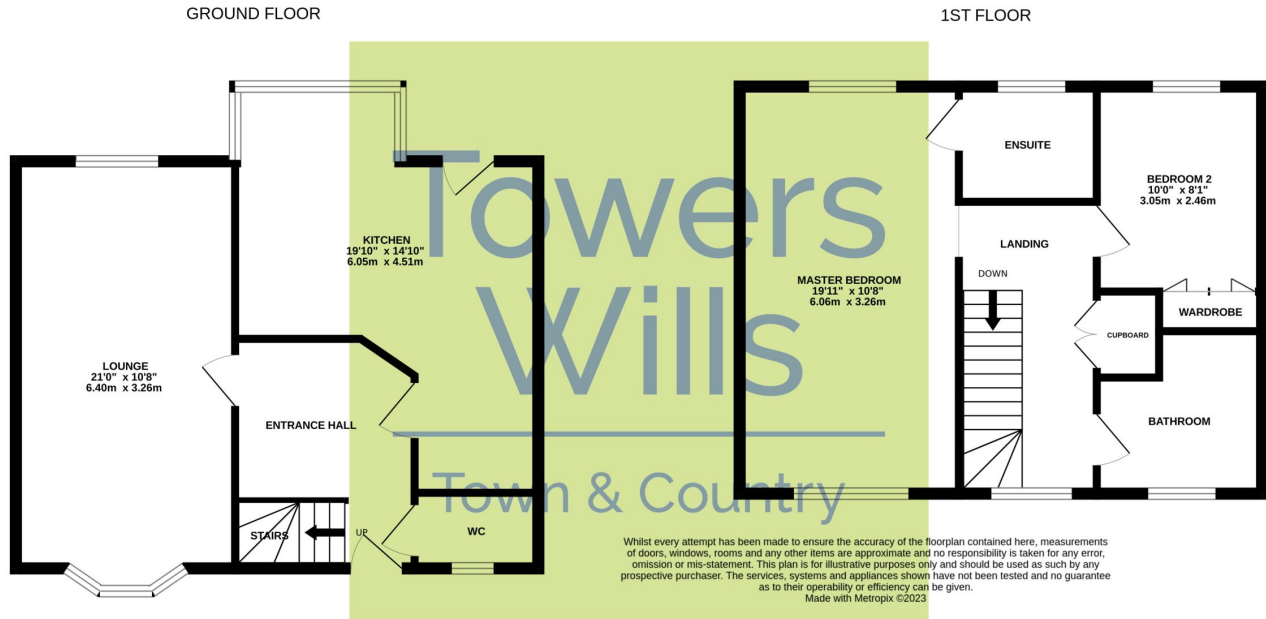 GROUND FLOOR
1ST FLOOR
Towers
Wills
Town & Country
KITCHEN
19'10" x 14'10"
6.05m x 4.51m
LOUNGE
21'0" x 10'8"
6.40m x 3.26m
ENTRANCE HALL
STAIRS
UP
WC
ENSUITE
BEDROOM 2
10'0" x 8'1"
3.05m x 2.46m
LANDING
DOWN
MASTER BEDROOM
19'11" x 10'8"
6.06m x 3.26m
WARDROBE
CUPBOARD
BATHROOM
Whilst every attempt has been made to ensure the accuracy of the floorplan contained here, measurements
of doors, windows, rooms and any other items are approximate and no responsibility is taken for any error,
omission or mis-statement. This plan is for illustrative purposes only and should be used as such by any
prospective purchaser. The services, systems and appliances shown have not been tested and no guarantee
as to their operability or efficiency can be given.
Made with Metropix ©2023